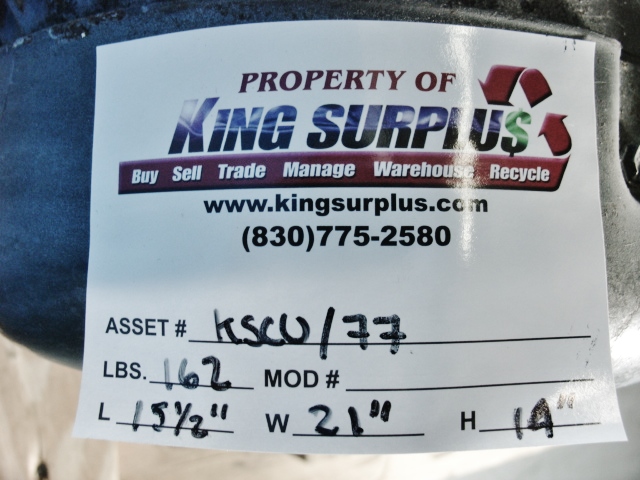 PROPERTY OF
KING SURPLU$
Buy Sell Trade Manage Warehouse Recycle
www.kingsurplus.com
(830)775-2580
ASSET # KSCU/77
LBS. 162 MOD #
L 15½" W 21" H 14"